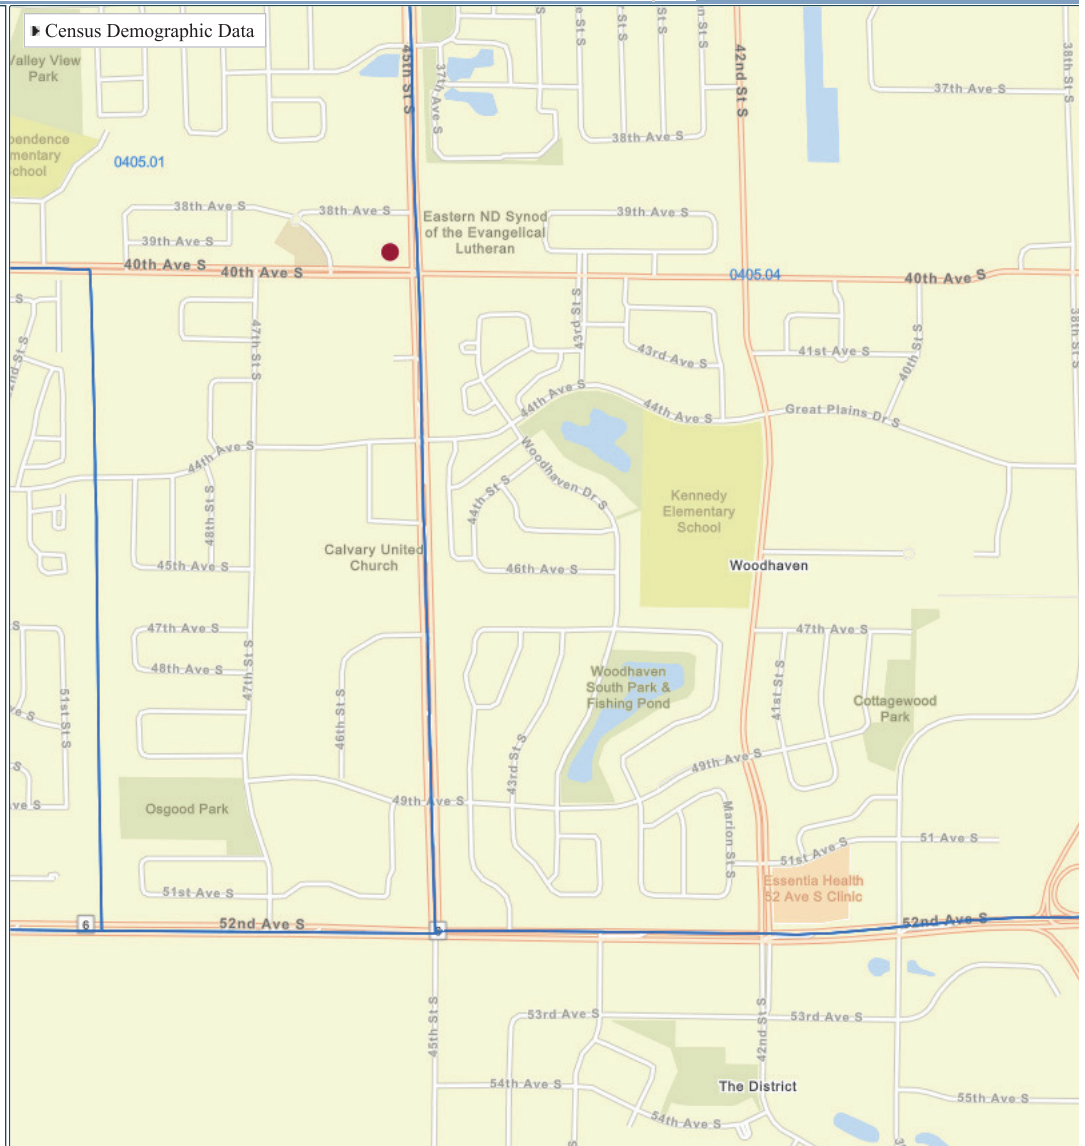 Census Demographic Data
Valley View
Park
45th St S
37th Ave S
42nd St S
38th St S
37th Ave S
38th Ave S
0405.01
38th Ave S
38th Ave S
39th Ave S
Eastern ND Synod
of the Evangelical
Lutheran
39th Ave S
40th Ave S
40th Ave S
0405.04
40th Ave S
47th St S
43rd St S
43rd Ave S
41st Ave S
40th St S
38th St S
44th Ave S
44th Ave S
Great Plains Dr S
44th Ave S
48th St S
44th St S
Woodhaven Dr S
Kennedy
Elementary
School
Calvary United
Church
45th Ave S
46th Ave S
Woodhaven
47th Ave S
48th Ave S
47th St S
47th Ave S
51st St S
46th St S
Woodhaven
South Park &
Fishing Pond
41st St S
Cottagewood
Park
43rd St S
49th Ave S
49th Ave S
Osgood Park
Marion St S
51 Ave S
51st Ave S
51st Ave S
Essentia Health
52 Ave S Clinic
6
52nd Ave S
52nd Ave S
45th St S
53rd Ave S
42nd St S
53rd Ave S
54th Ave S
The District
54th Ave S
55th Ave S